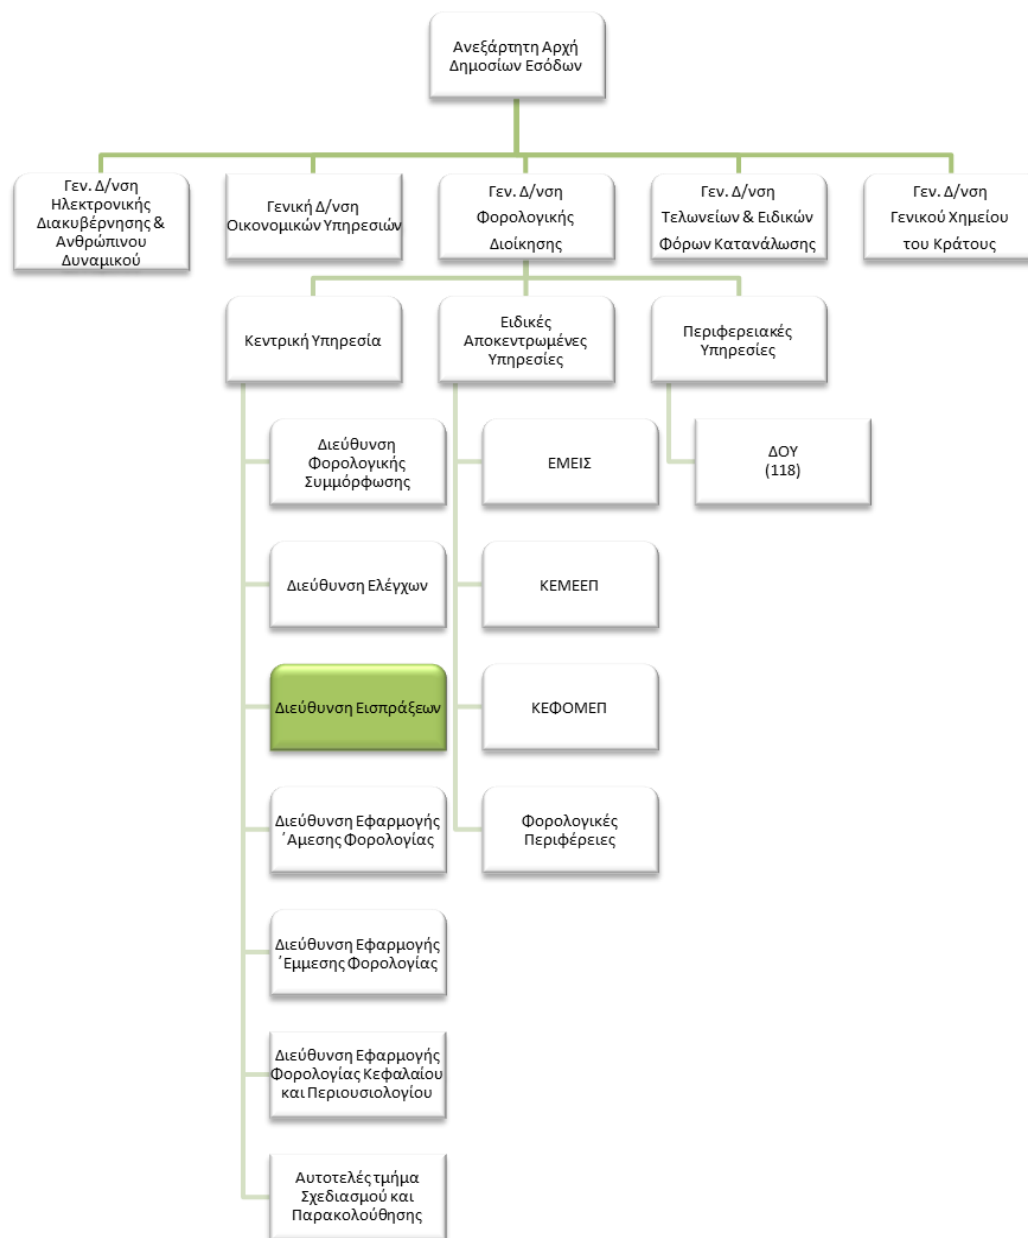 Ανεξάρτητη Αρχή
Δημοσίων Εσόδων
Γεν. Δ/νση
Ηλεκτρονικής
Διακυβέρνησης &
Ανθρώπινου
Δυναμικού
Γενική Δ/νση
Οικονομικών Υπηρεσιών
Γεν. Δ/νση
Φορολογικής
Διοίκησης
Γεν. Δ/νση
Τελωνείων & Ειδικών
Φόρων Κατανάλωσης
Γεν. Δ/νση
Γενικού Χημείου
του Κράτους
Κεντρική Υπηρεσία
Ειδικές
Αποκεντρωμένες
Υπηρεσίες
Περιφερειακές
Υπηρεσίες
Διεύθυνση
Φορολογικής
Συμμόρφωσης
Διεύθυνση Ελέγχων
Διεύθυνση Εισπράξεων
Διεύθυνση Εφαρμογής
΄Αμεσης Φορολογίας
Διεύθυνση Εφαρμογής
΄Εμμεσης Φορολογίας
Διεύθυνση Εφαρμογής
Φορολογίας Κεφαλαίου
και Περιουσιολογίου
Αυτοτελές τμήμα
Σχεδιασμού και
Παρακολούθησης
ΕΜΕΙΣ
ΚΕΜΕΕΠ
ΚΕΦΟΜΕΠ
Φορολογικές
Περιφέρειες
ΔΟΥ
(118)